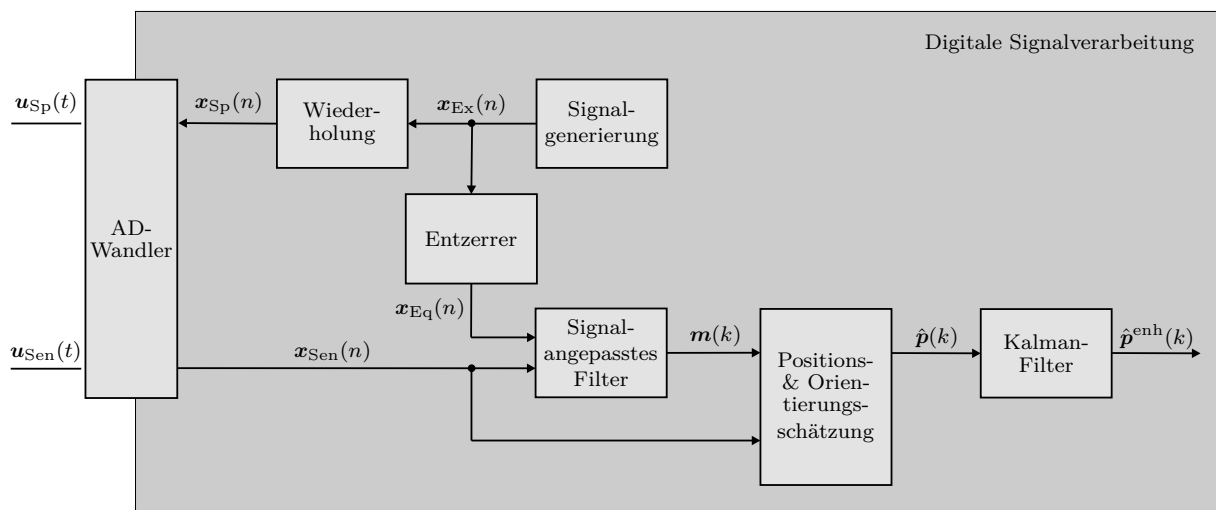 Digitale Signalverarbeitung
u_Sp(t)
x_Sp(n)
Wieder-
holung
x_Ex(n)
Signal-
generierung
AD-
Wandler
Entzerrer
x_Eq(n)
u_Sen(t)
x_Sen(n)
Signal-
angepasstes
Filter
m(k)
Positions-
& Orien-
tierungs-
schätzung
p̂(k)
Kalman-
Filter
p̂^enh(k)